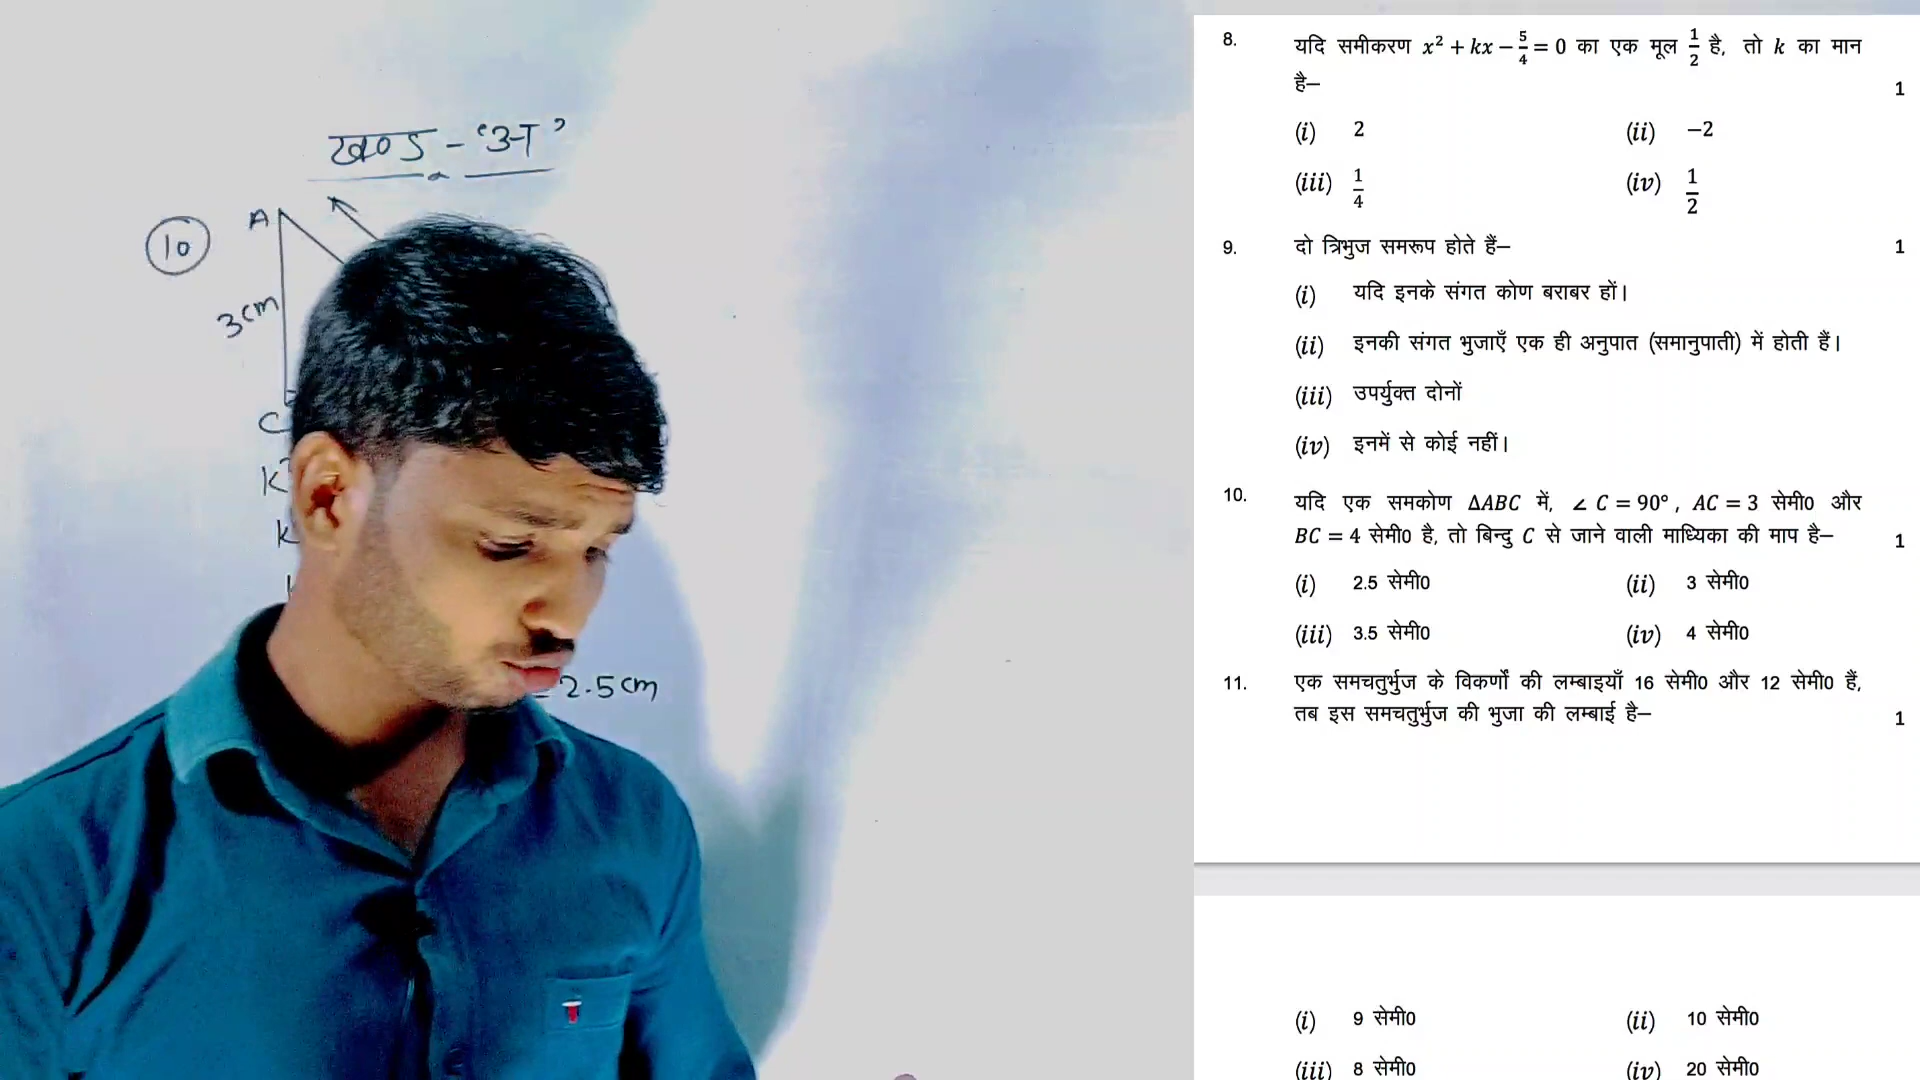 खण्ड - 'अ'
10
A
3cm
C
k
k
2.5cm
8. यदि समीकरण x² + kx − 5/4 = 0 का एक मूल 1/2 है, तो k का मान
है– 1
(i) 2 (ii) −2
(iii) 1/4 (iv) 1/2
9. दो त्रिभुज समरूप होते हैं– 1
(i) यदि इनके संगत कोण बराबर हों।
(ii) इनकी संगत भुजाएँ एक ही अनुपात (समानुपाती) में होती हैं।
(iii) उपर्युक्त दोनों
(iv) इनमें से कोई नहीं।
10. यदि एक समकोण ΔABC में, ∠ C = 90°, AC = 3 सेमी0 और
BC = 4 सेमी0 है, तो बिन्दु C से जाने वाली माध्यिका की माप है– 1
(i) 2.5 सेमी0 (ii) 3 सेमी0
(iii) 3.5 सेमी0 (iv) 4 सेमी0
11. एक समचतुर्भुज के विकर्णों की लम्बाइयाँ 16 सेमी0 और 12 सेमी0 हैं,
तब इस समचतुर्भुज की भुजा की लम्बाई है– 1
(i) 9 सेमी0 (ii) 10 सेमी0
(iii) 8 सेमी0 (iv) 20 सेमी0